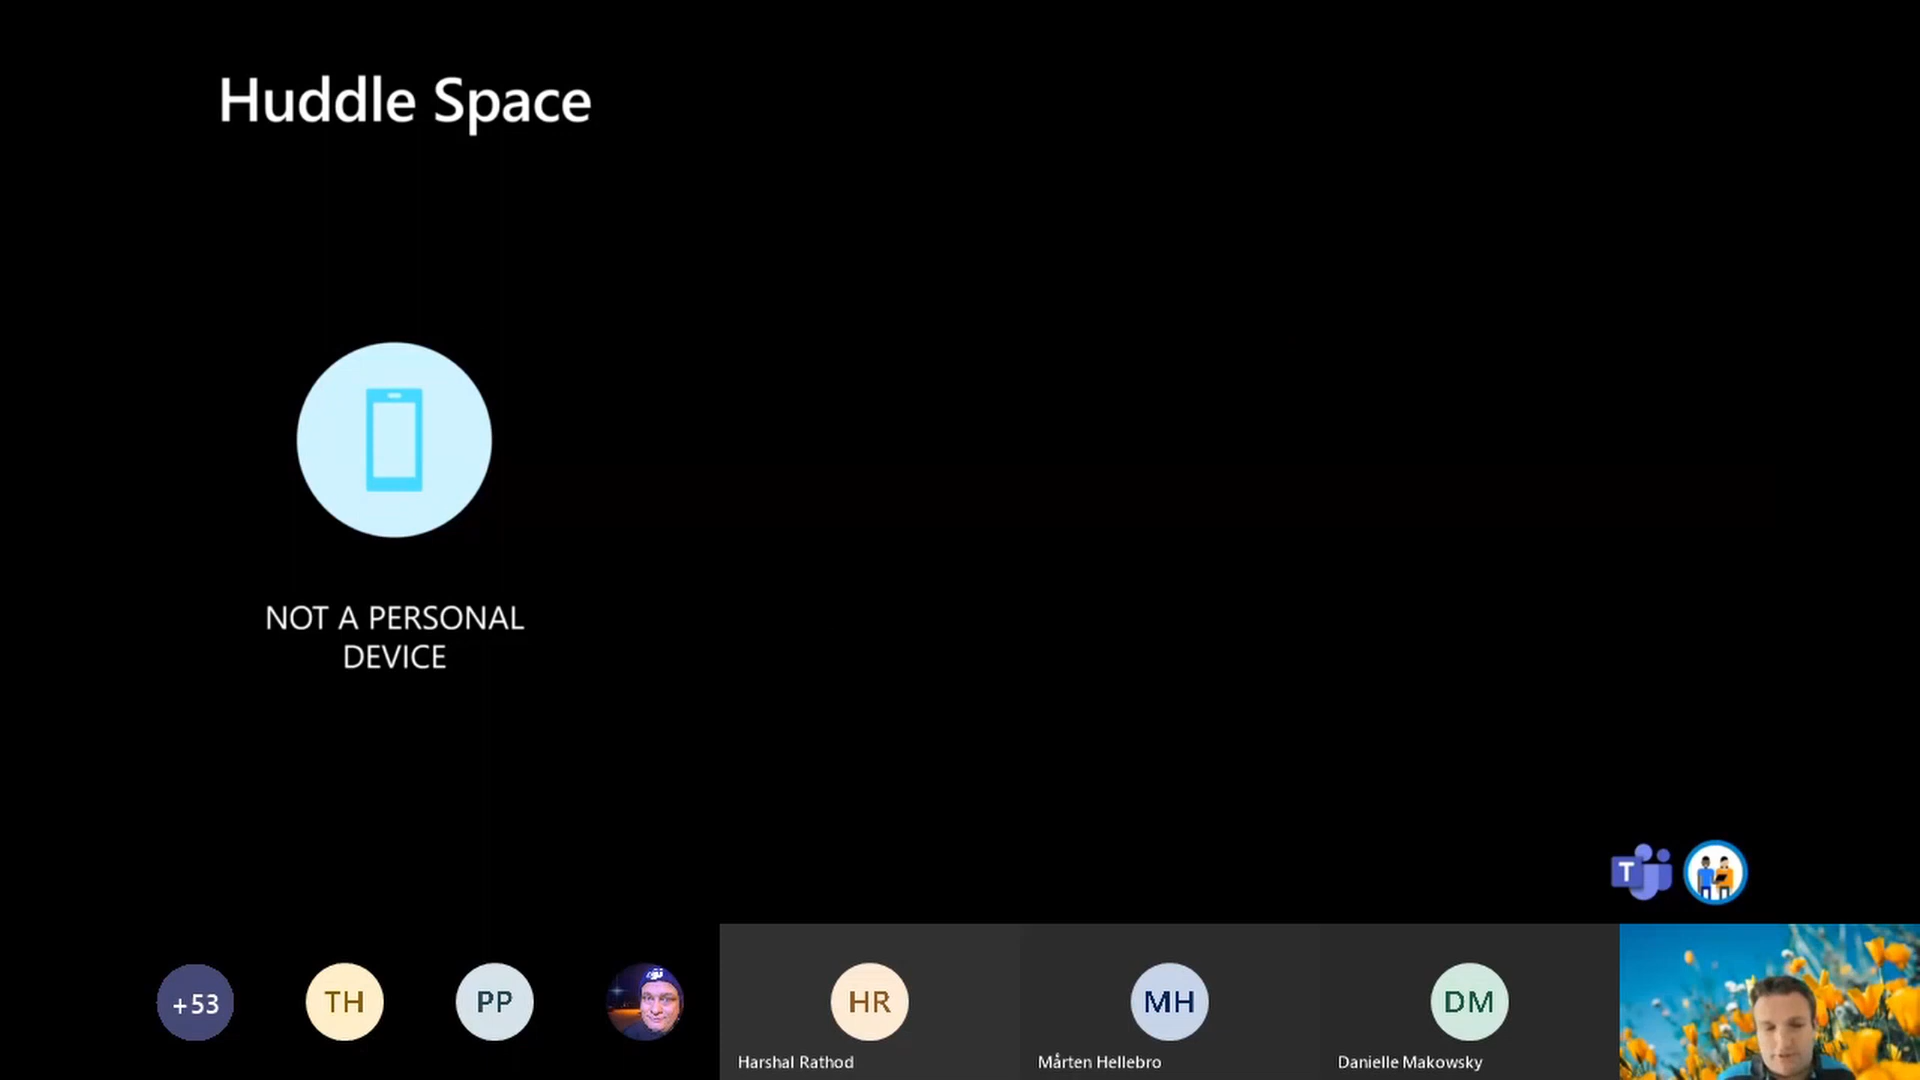 Huddle Space
NOT A PERSONAL
DEVICE
T
+53
TH
PP
HR
MH
DM
Harshal Rathod
Mårten Hellebro
Danielle Makowsky